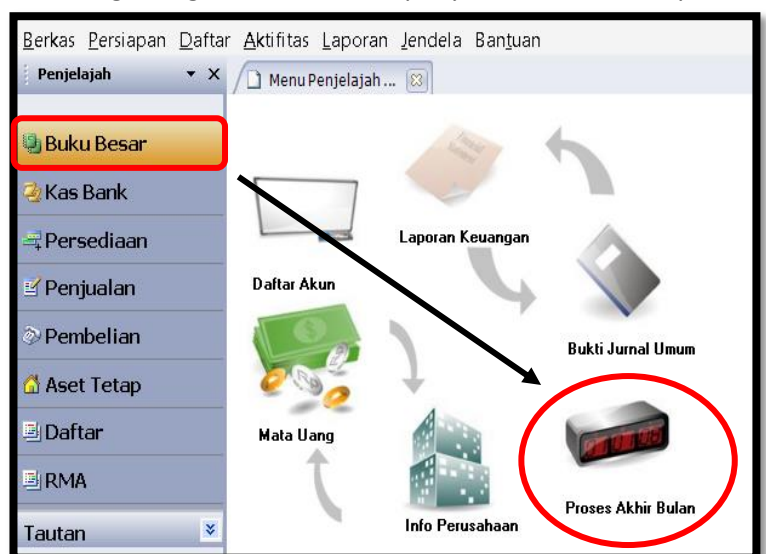 Berkas Persiapan Daftar Aktifitas Laporan Jendela Bantuan
Penjelajah
Menu Penjelajah ...
Buku Besar
Kas Bank
Persediaan
Penjualan
Pembelian
Aset Tetap
Daftar
RMA
Tautan
Laporan Keuangan
Daftar Akun
Bukti Jurnal Umum
Mata Uang
Info Perusahaan
Proses Akhir Bulan